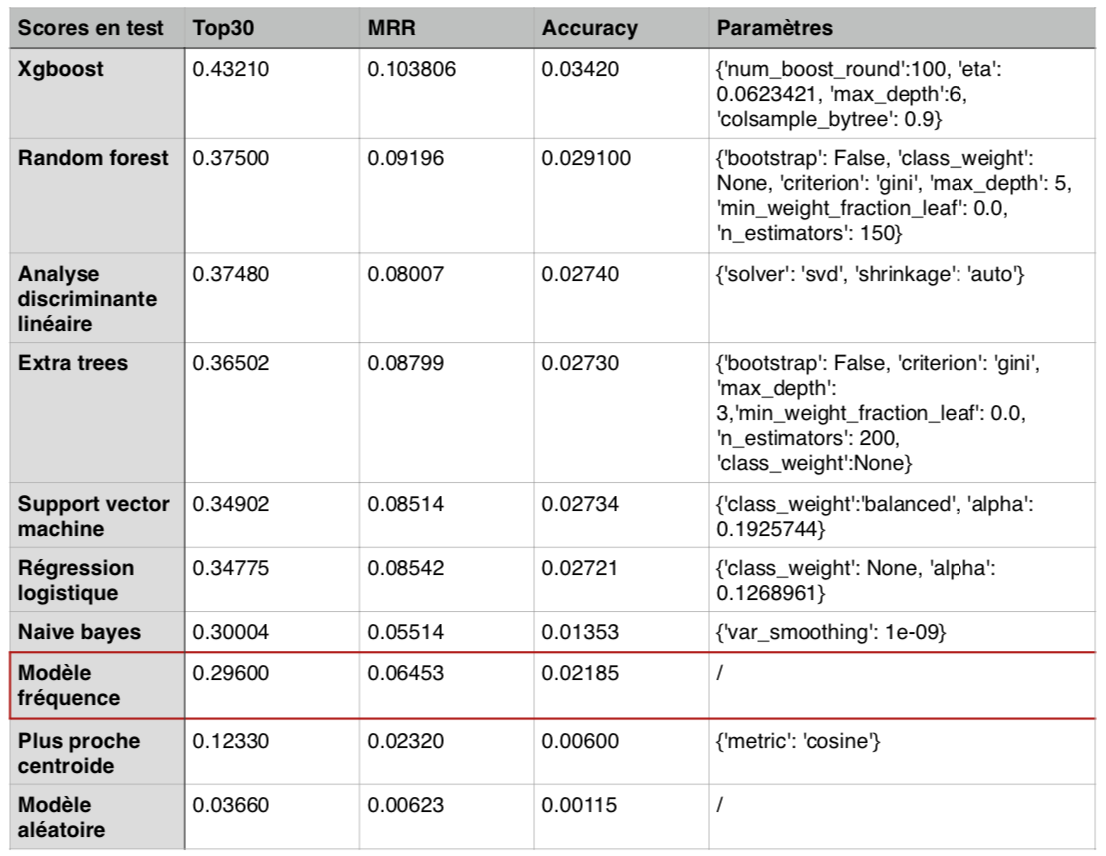 Scores en test Top30 MRR Accuracy Paramètres
Xgboost 0.43210 0.103806 0.03420 {'num_boost_round':100, 'eta':
0.0623421, 'max_depth':6,
'colsample_bytree': 0.9}
Random forest 0.37500 0.09196 0.029100 {'bootstrap': False, 'class_weight':
None, 'criterion': 'gini', 'max_depth': 5,
'min_weight_fraction_leaf': 0.0,
'n_estimators': 150}
Analyse 0.37480 0.08007 0.02740 {'solver': 'svd', 'shrinkage': 'auto'}
discriminante
linéaire
Extra trees 0.36502 0.08799 0.02730 {'bootstrap': False, 'criterion': 'gini',
'max_depth':
3,'min_weight_fraction_leaf': 0.0,
'n_estimators': 200,
'class_weight':None}
Support vector 0.34902 0.08514 0.02734 {'class_weight':'balanced', 'alpha':
machine 0.1925744}
Régression 0.34775 0.08542 0.02721 {'class_weight': None, 'alpha':
logistique 0.1268961}
Naive bayes 0.30004 0.05514 0.01353 {'var_smoothing': 1e-09}
Modèle 0.29600 0.06453 0.02185 /
fréquence
Plus proche 0.12330 0.02320 0.00600 {'metric': 'cosine'}
centroide
Modèle 0.03660 0.00623 0.00115 /
aléatoire